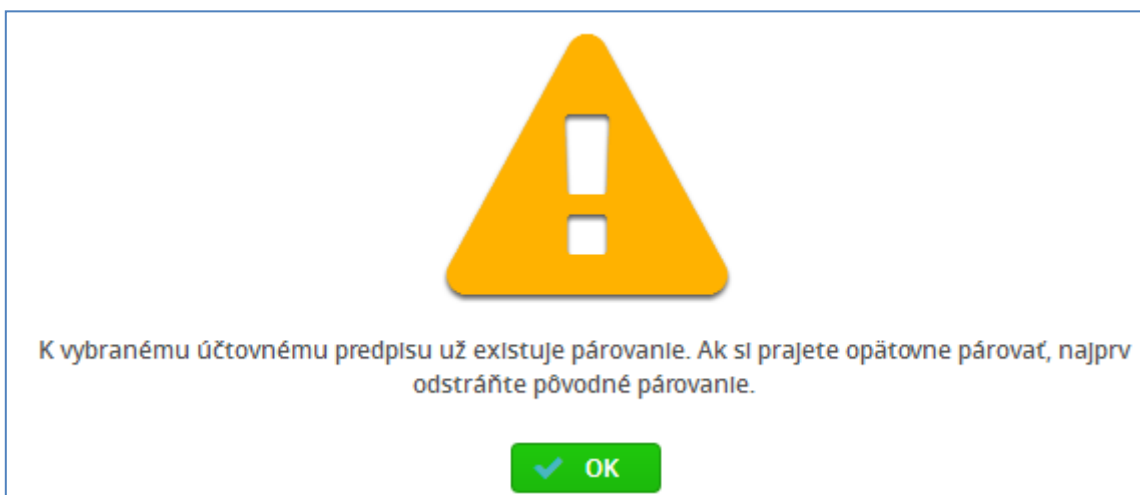 K vybranému účtovnému predpisu už existuje párovanie. Ak si prajete opätovne párovať, najprv
odstráňte pôvodné párovanie.
OK